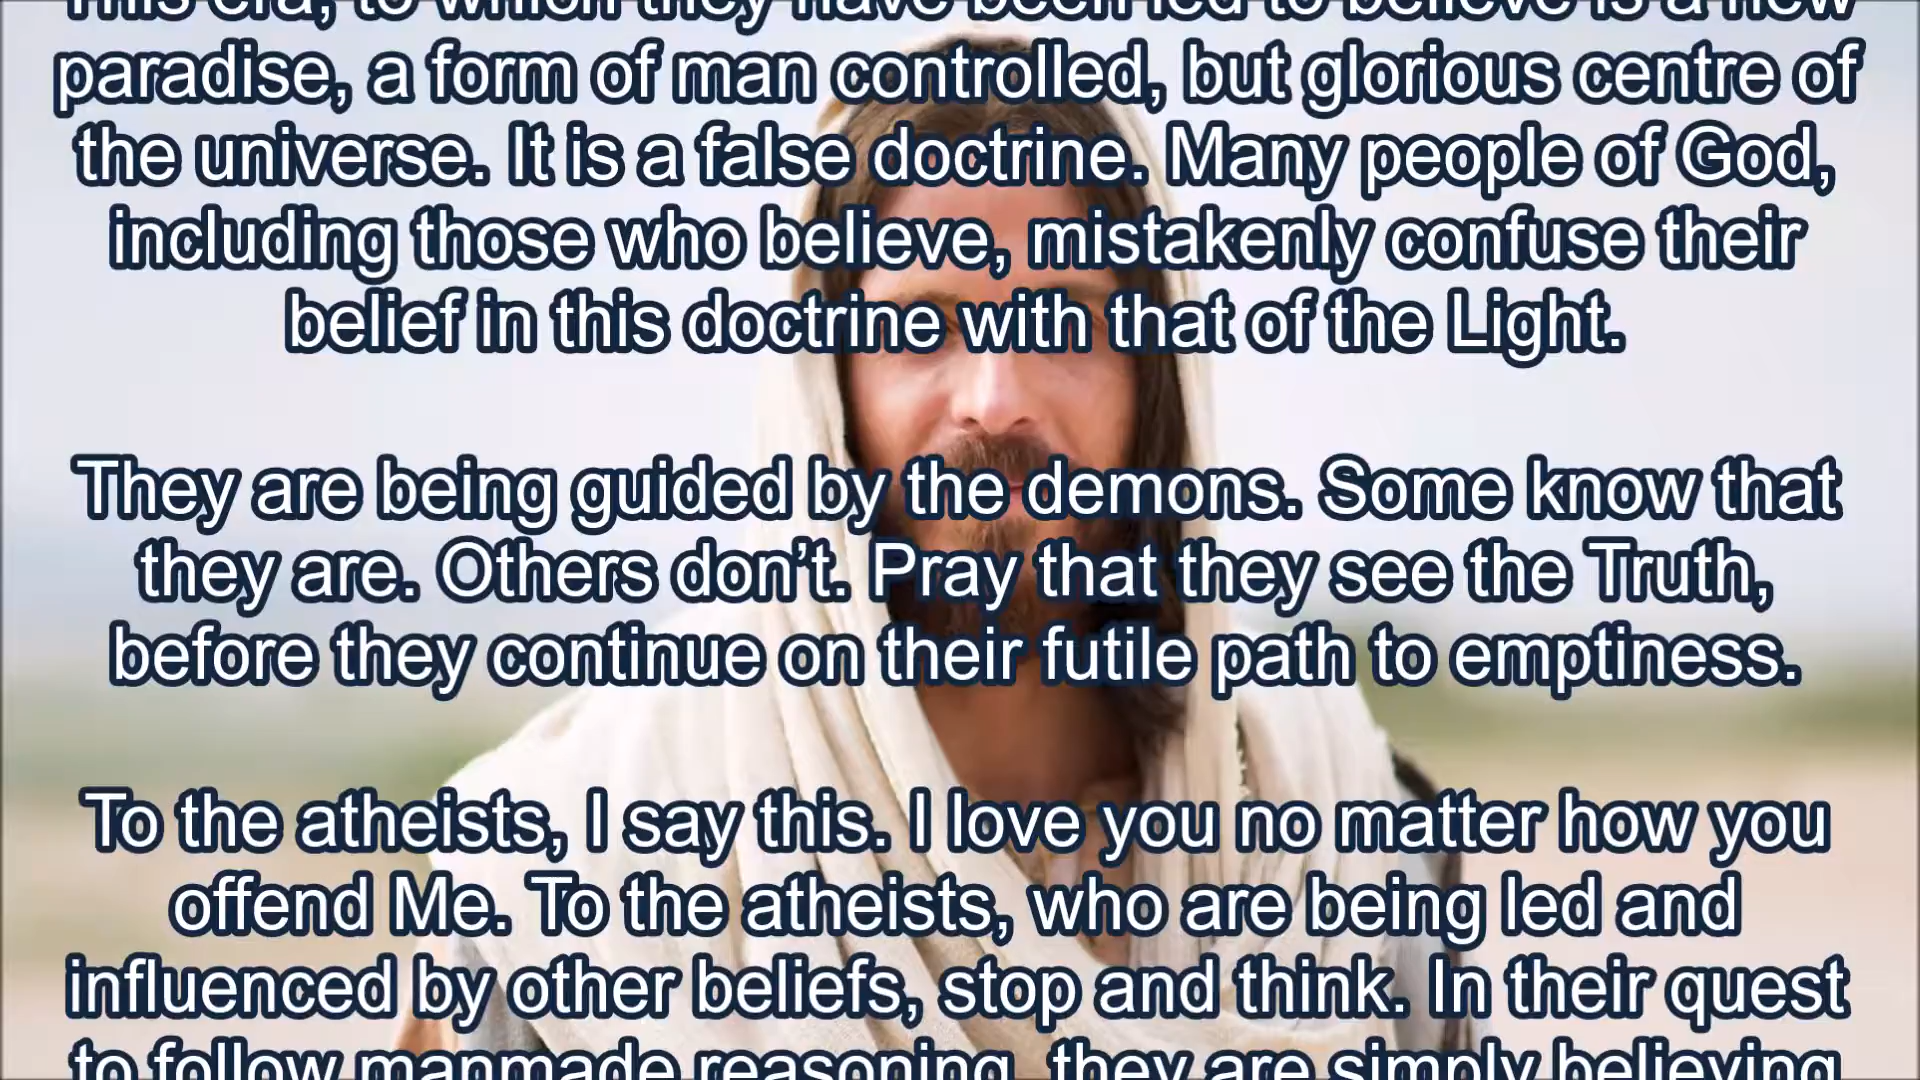 This era, to which they have been led to believe is a new
paradise, a form of man controlled, but glorious centre of
the universe. It is a false doctrine. Many people of God,
including those who believe, mistakenly confuse their
belief in this doctrine with that of the Light.
They are being guided by the demons. Some know that
they are. Others don’t. Pray that they see the Truth,
before they continue on their futile path to emptiness.
To the atheists, I say this. I love you no matter how you
offend Me. To the atheists, who are being led and
influenced by other beliefs, stop and think. In their quest
to follow manmade reasoning, they are simply believing